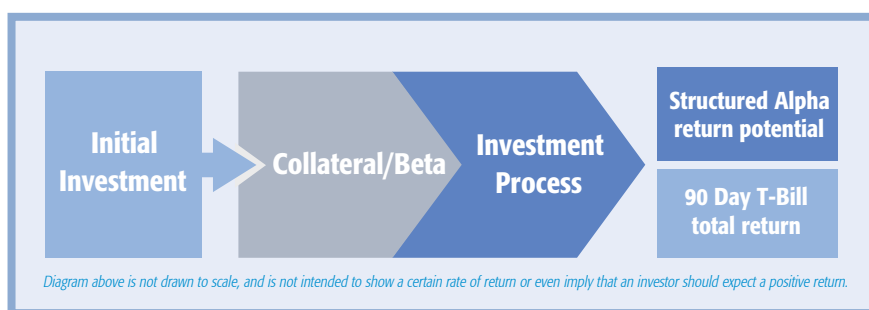 Initial
Investment
Collateral/Beta
Investment
Process
Structured Alpha
return potential
90 Day T-Bill
total return
Diagram above is not drawn to scale, and is not intended to show a certain rate of return or even imply that an investor should expect a positive return.